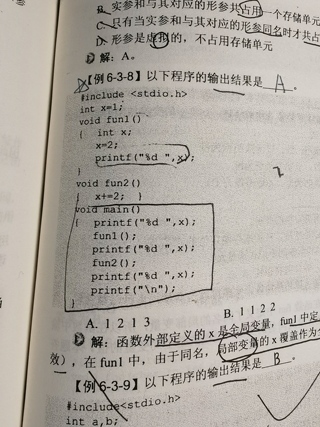 B. 实参和与其对应的形参共占用一个存储单元
C. 只有当实参和与其对应的形参同名时才共占
D. 形参是虚拟的，不占用存储单元
解：A。
【例 6-3-8】以下程序的输出结果是 A 。
#include <stdio.h>
int x=1;
void fun1()
{ int x;
x=2;
printf("%d ",x);
}
void fun2()
{ x+=2; }
void main()
{ printf("%d ",x);
fun1();
printf("%d ",x);
fun2();
printf("%d ",x);
printf("\n");
}
A. 1 2 1 3
B. 1 1 2 2
解：函数外部定义的 x 是全局变量，fun1 中定
效），在 fun1 中，由于同名，局部变量的 x 覆盖作为全
【例 6-3-9】以下程序的输出结果是 B 。
#include<stdio.h>
int a,b;